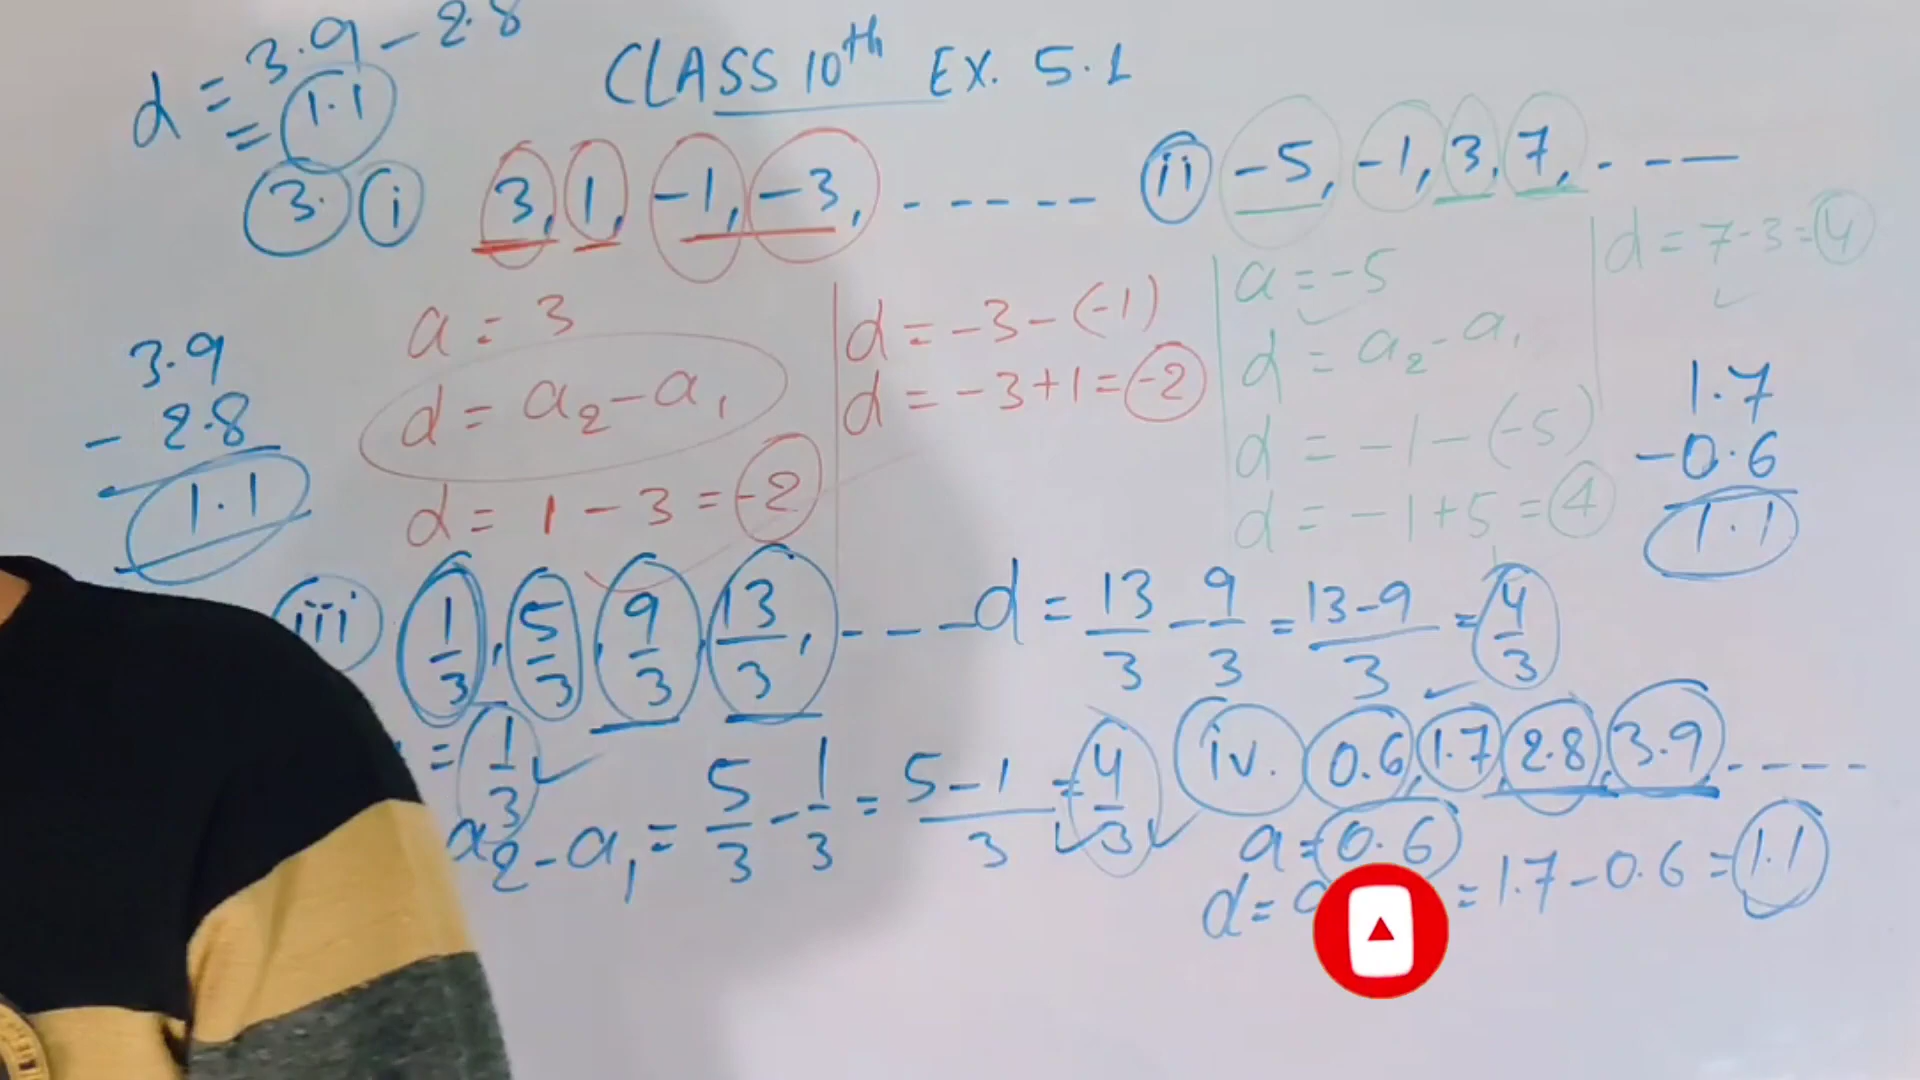 d = 3.9 - 2.8
= 1.1
CLASS 10th EX. 5.1
3. i 3, 1, -1, -3, - - - - -
ii -5, -1, 3, 7, - - - -
a = 3
d = a2 - a1
d = 1 - 3 = -2
d = -3 - (-1)
d = -3 + 1 = -2
a = -5
d = a2 - a1
d = -1 - (-5)
d = -1 + 5 = 4
d = 7 - 3 = 4
3.9
- 2.8
1.1
1.7
- 0.6
1.1
iii 1/3, 5/3, 9/3, 13/3, - - - -
d = 13/3 - 9/3 = 13-9/3 = 4/3
= 1/3
a2 - a1 = 5/3 - 1/3 = 5-1/3 = 4/3
iv. 0.6, 1.7, 2.8, 3.9, - - - -
a = 0.6
d = = 1.7 - 0.6 = 1.1